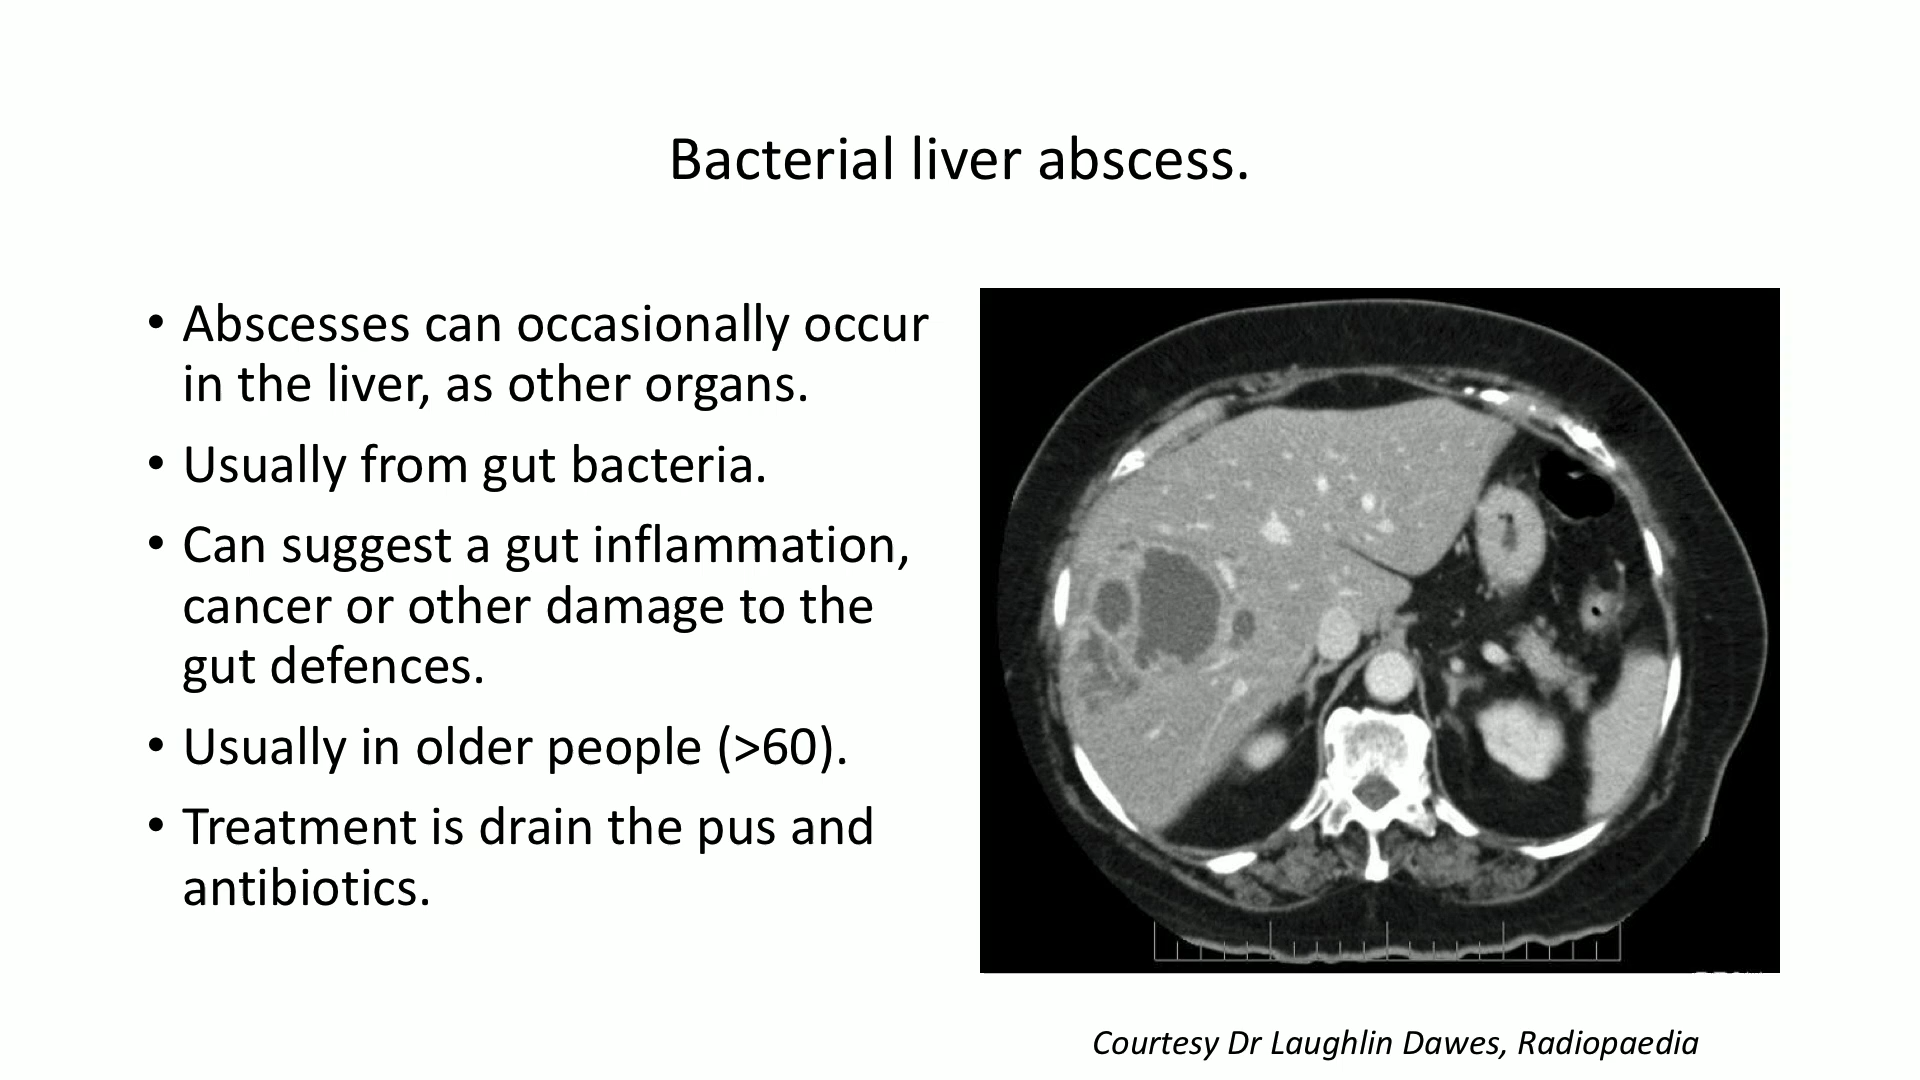 Bacterial liver abscess.
• Abscesses can occasionally occur
in the liver, as other organs.
• Usually from gut bacteria.
• Can suggest a gut inflammation,
cancer or other damage to the
gut defences.
• Usually in older people (>60).
• Treatment is drain the pus and
antibiotics.
Courtesy Dr Laughlin Dawes, Radiopaedia